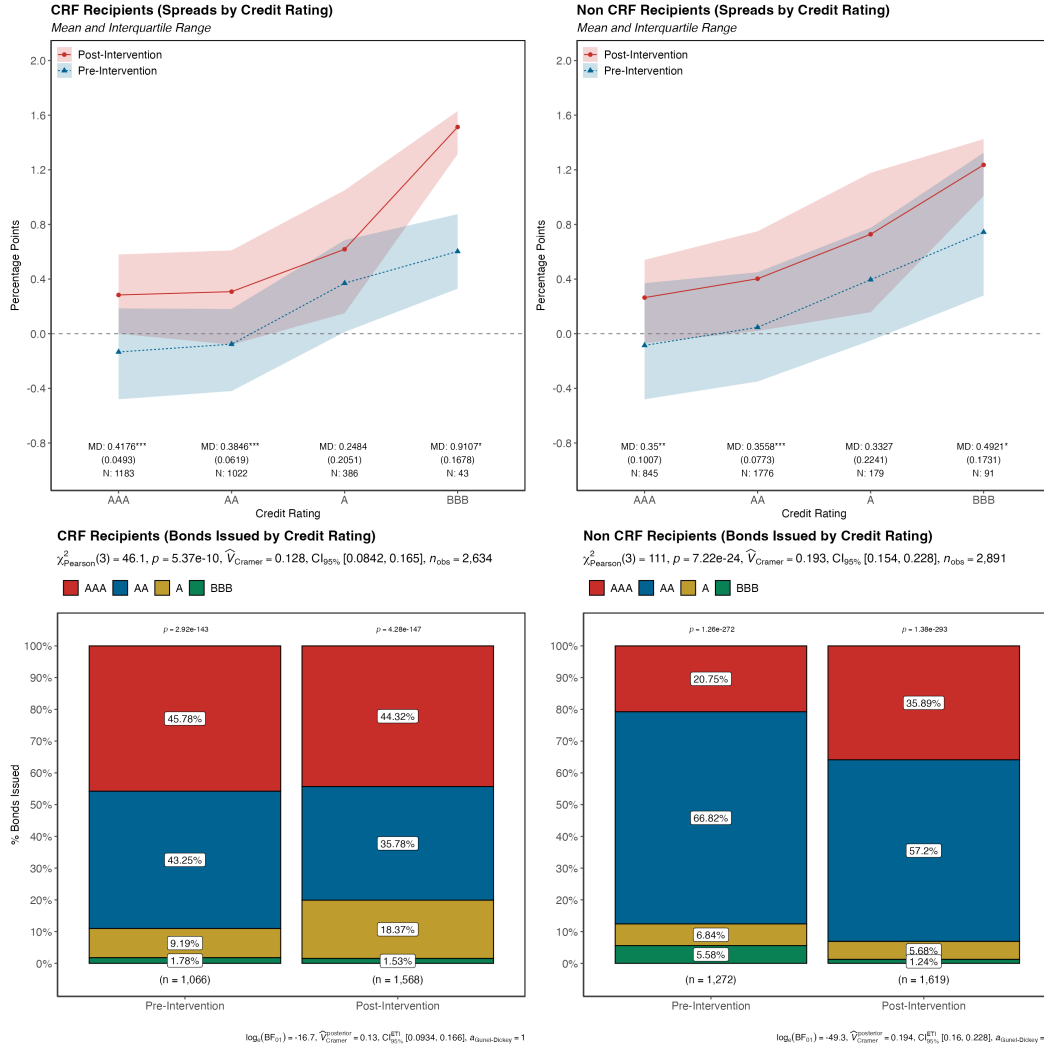 CRF Recipients (Spreads by Credit Rating)
Mean and Interquartile Range
Post-Intervention
Pre-Intervention
2.0
1.6
1.2
0.8
0.4
0.0
-0.4
-0.8
Percentage Points
MD: 0.4176*** MD: 0.3846*** MD: 0.2484 MD: 0.9107*
(0.0493) (0.0619) (0.2051) (0.1678)
N: 1183 N: 1022 N: 386 N: 43
AAA AA A BBB
Credit Rating
Non CRF Recipients (Spreads by Credit Rating)
Mean and Interquartile Range
Post-Intervention
Pre-Intervention
2.0
1.6
1.2
0.8
0.4
0.0
-0.4
-0.8
Percentage Points
MD: 0.35** MD: 0.3558*** MD: 0.3327 MD: 0.4921*
(0.1007) (0.0773) (0.2241) (0.1731)
N: 845 N: 1776 N: 179 N: 91
AAA AA A BBB
Credit Rating
CRF Recipients (Bonds Issued by Credit Rating)
χ²Pearson(3) = 46.1, p = 5.37e-10, V̂Cramer = 0.128, CI95% [0.0842, 0.165], nobs = 2,634
AAA AA A BBB
p = 2.92e-143 p = 4.28e-147
100%
90%
80%
70%
60%
50%
40%
30%
20%
10%
0%
% Bonds Issued
45.78% 44.32%
43.25% 35.78%
9.19% 18.37%
1.78% 1.53%
(n = 1,066) (n = 1,568)
Pre-Intervention Post-Intervention
loge(BF01) = -16.7, V̂posteriorCramer = 0.13, CIETI95% [0.0934, 0.166], aGunel-Dickey = 1
Non CRF Recipients (Bonds Issued by Credit Rating)
χ²Pearson(3) = 111, p = 7.22e-24, V̂Cramer = 0.193, CI95% [0.154, 0.228], nobs = 2,891
AAA AA A BBB
p = 1.26e-272 p = 1.38e-293
100%
90%
80%
70%
60%
50%
40%
30%
20%
10%
0%
20.75% 35.89%
66.82% 57.2%
6.84% 5.68%
5.58% 1.24%
(n = 1,272) (n = 1,619)
Pre-Intervention Post-Intervention
loge(BF01) = -49.3, V̂posteriorCramer = 0.194, CIETI95% [0.16, 0.228], aGunel-Dickey =